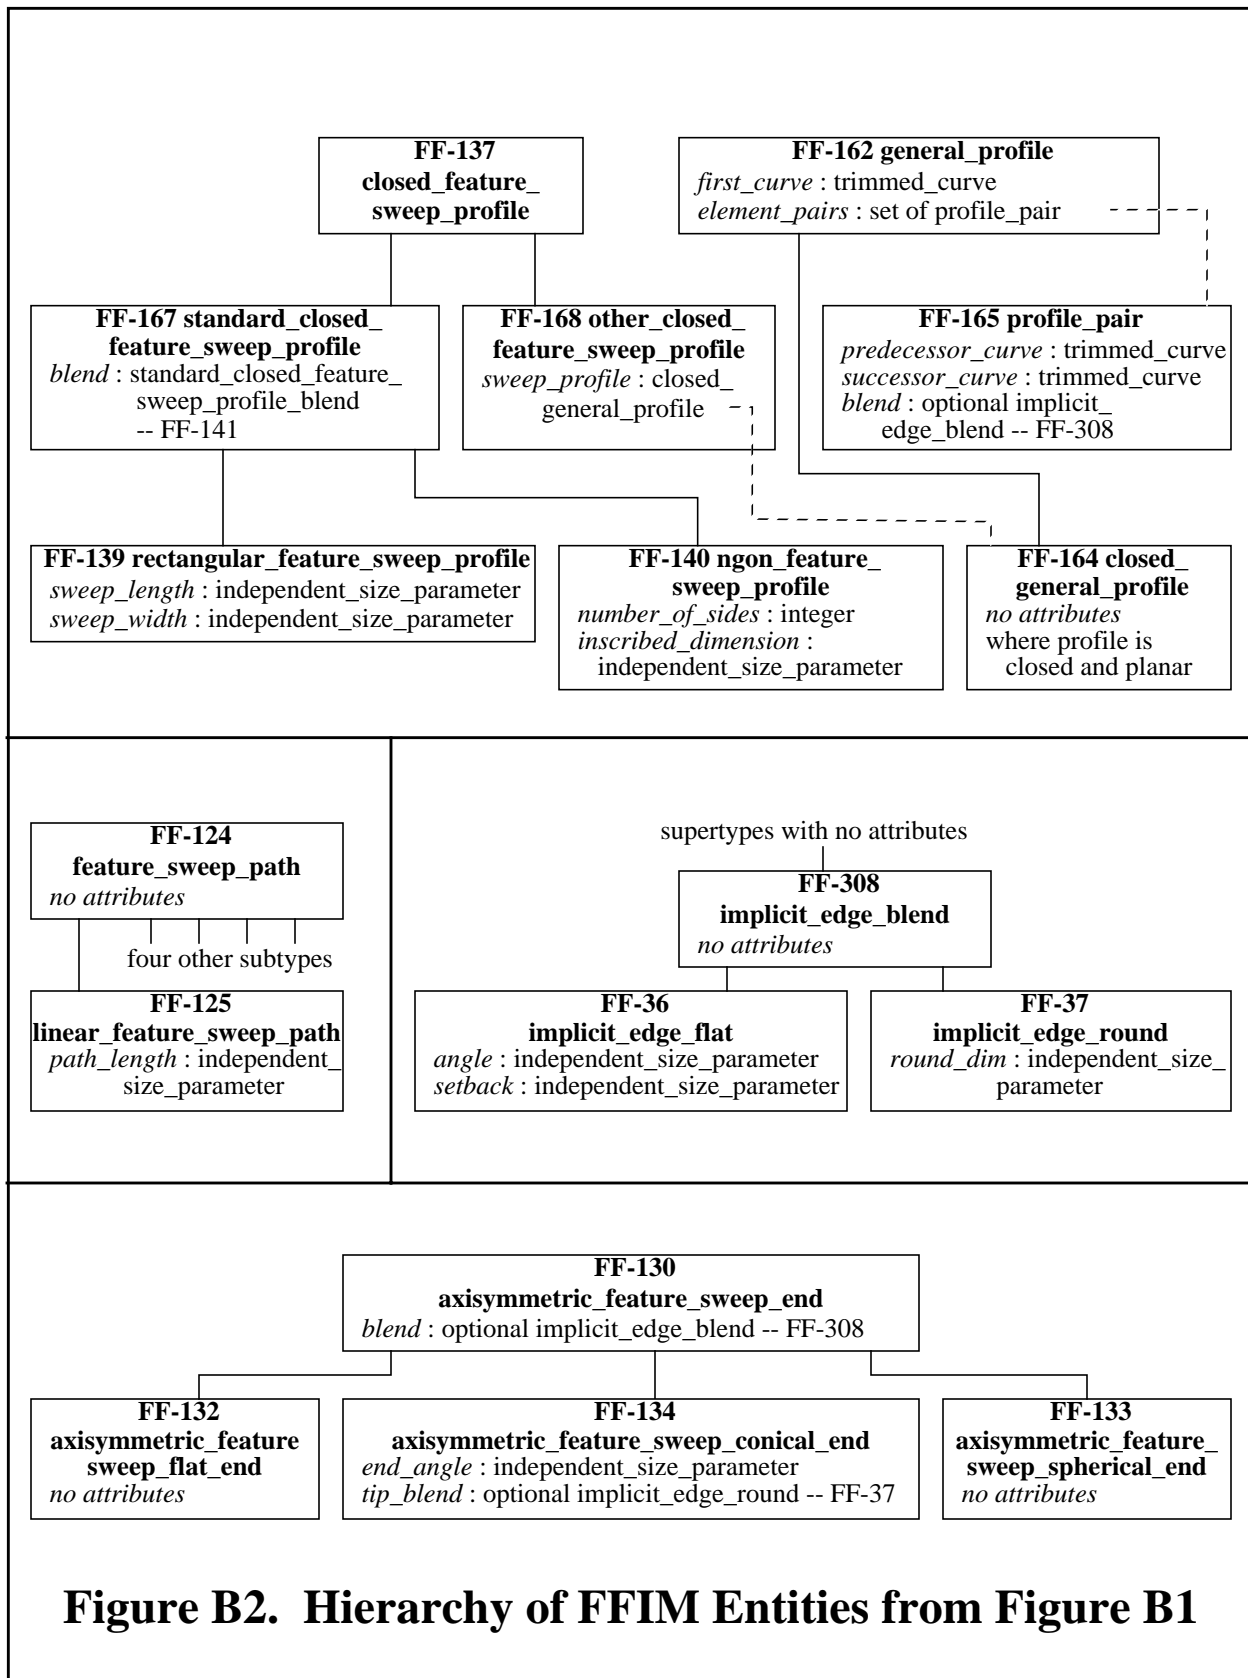 FF-137
closed_feature_
sweep_profile
FF-162 general_profile
first_curve : trimmed_curve
element_pairs : set of profile_pair
FF-167 standard_closed_
feature_sweep_profile
blend : standard_closed_feature_
sweep_profile_blend
-- FF-141
FF-168 other_closed_
feature_sweep_profile
sweep_profile : closed_
general_profile
FF-165 profile_pair
predecessor_curve : trimmed_curve
successor_curve : trimmed_curve
blend : optional implicit_
edge_blend -- FF-308
FF-139 rectangular_feature_sweep_profile
sweep_length : independent_size_parameter
sweep_width : independent_size_parameter
FF-140 ngon_feature_
sweep_profile
number_of_sides : integer
inscribed_dimension :
independent_size_parameter
FF-164 closed_
general_profile
no attributes
where profile is
closed and planar
FF-124
feature_sweep_path
no attributes
four other subtypes
FF-125
linear_feature_sweep_path
path_length : independent_
size_parameter
supertypes with no attributes
FF-308
implicit_edge_blend
no attributes
FF-36
implicit_edge_flat
angle : independent_size_parameter
setback : independent_size_parameter
FF-37
implicit_edge_round
round_dim : independent_size_
parameter
FF-130
axisymmetric_feature_sweep_end
blend : optional implicit_edge_blend -- FF-308
FF-132
axisymmetric_feature
sweep_flat_end
no attributes
FF-134
axisymmetric_feature_sweep_conical_end
end_angle : independent_size_parameter
tip_blend : optional implicit_edge_round -- FF-37
FF-133
axisymmetric_feature_
sweep_spherical_end
no attributes
Figure B2. Hierarchy of FFIM Entities from Figure B1